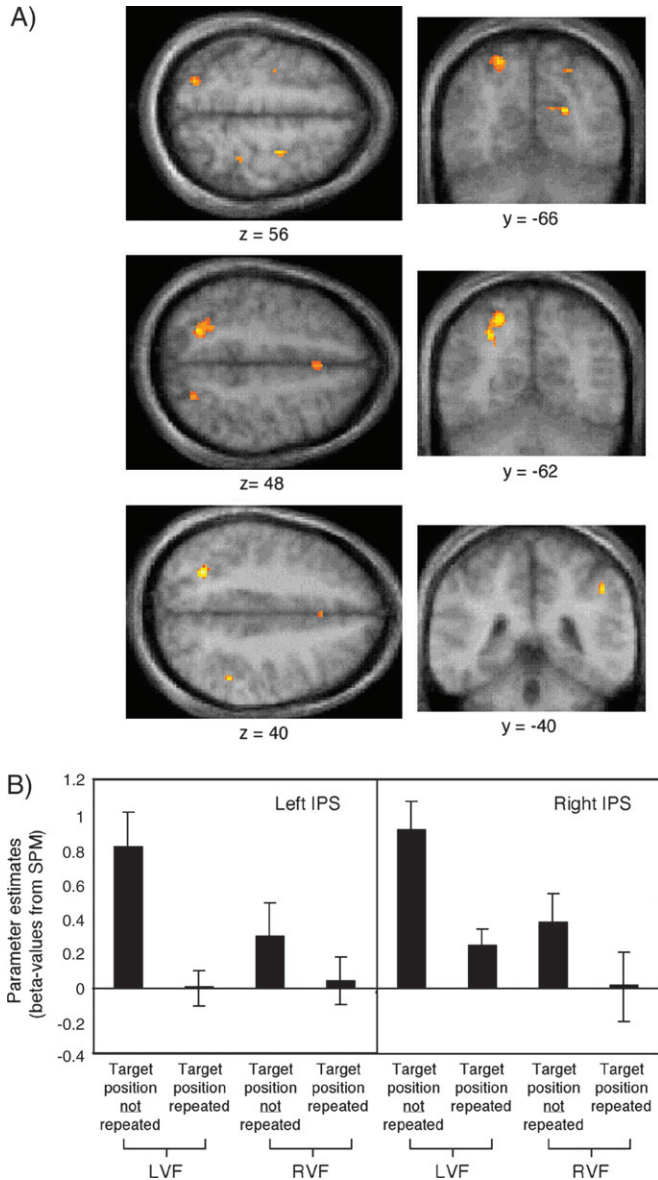 A)
z = 56
y = -66
z= 48
y = -62
z = 40
y = -40
B)
Parameter estimates
(beta-values from SPM)
1.2
1
0.8
0.6
0.4
0.2
0
-0.2
-0.4
Left IPS
Right IPS
Target
position
not
repeated
Target
position
repeated
Target
position
not
repeated
Target
position
repeated
Target
position
not
repeated
Target
position
repeated
Target
position
not
repeated
Target
position
repeated
LVF
RVF
LVF
RVF